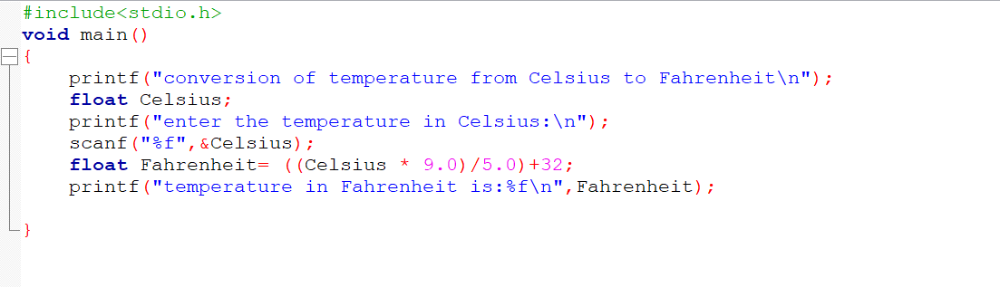 #include<stdio.h>
void main()
{
    printf("conversion of temperature from Celsius to Fahrenheit\n");
    float Celsius;
    printf("enter the temperature in Celsius:\n");
    scanf("%f",&Celsius);
    float Fahrenheit= ((Celsius * 9.0)/5.0)+32;
    printf("temperature in Fahrenheit is:%f\n",Fahrenheit);
}